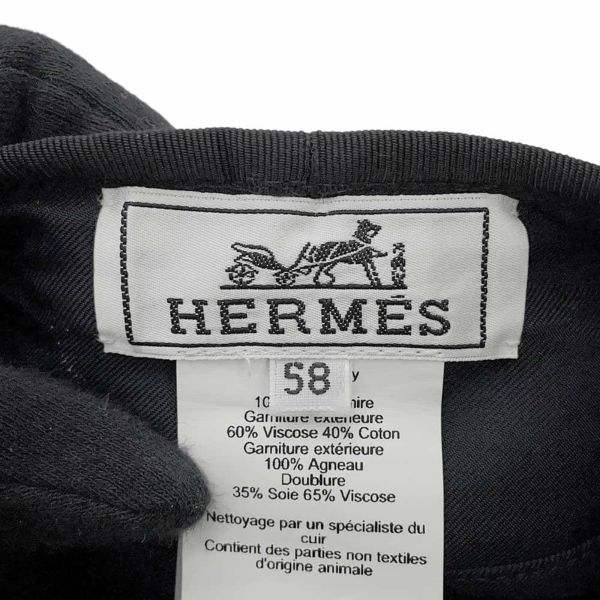 HERMÈS
58
Garniture extérieure
60% Viscose 40% Coton
Garniture extérieure
100% Agneau
Doublure
35% Soie 65% Viscose
Nettoyage par un spécialiste du
cuir
Contient des parties non textiles
d'origine animale